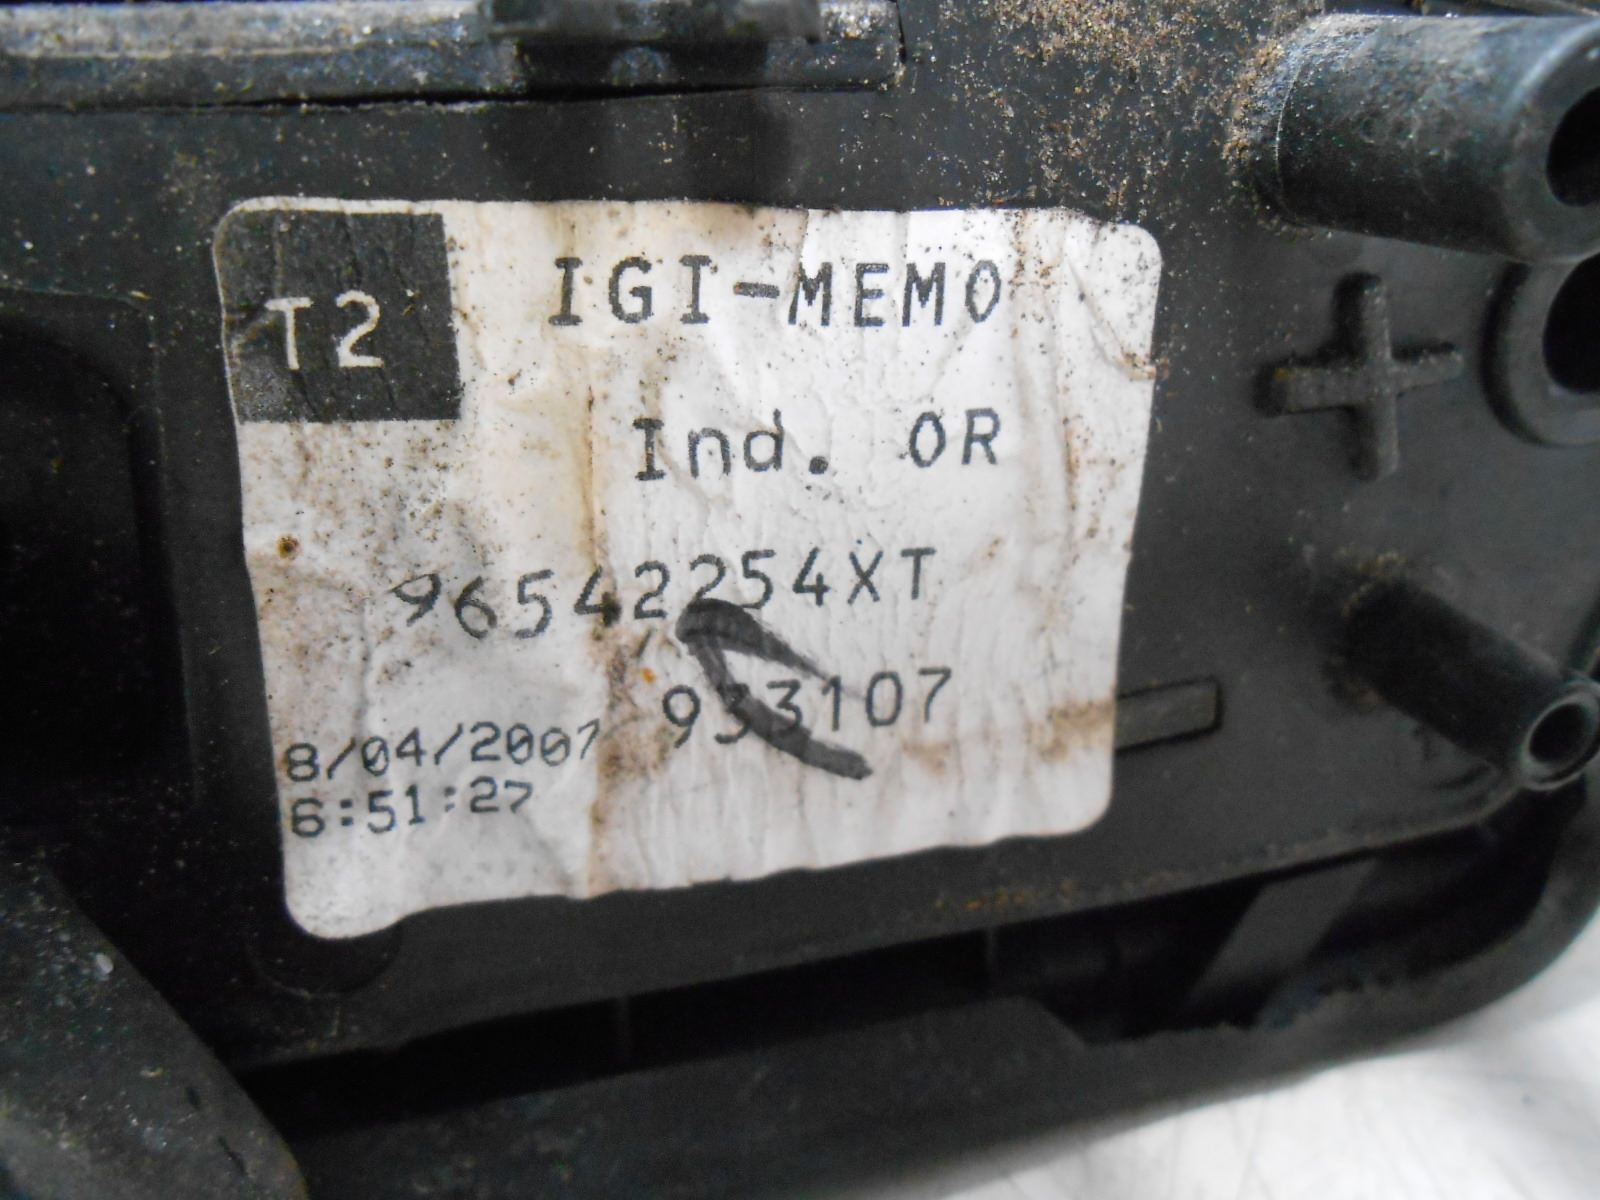 T2
IGI-MEMO
Ind. OR
96542254XT
933107
8/04/2007
6:51:27